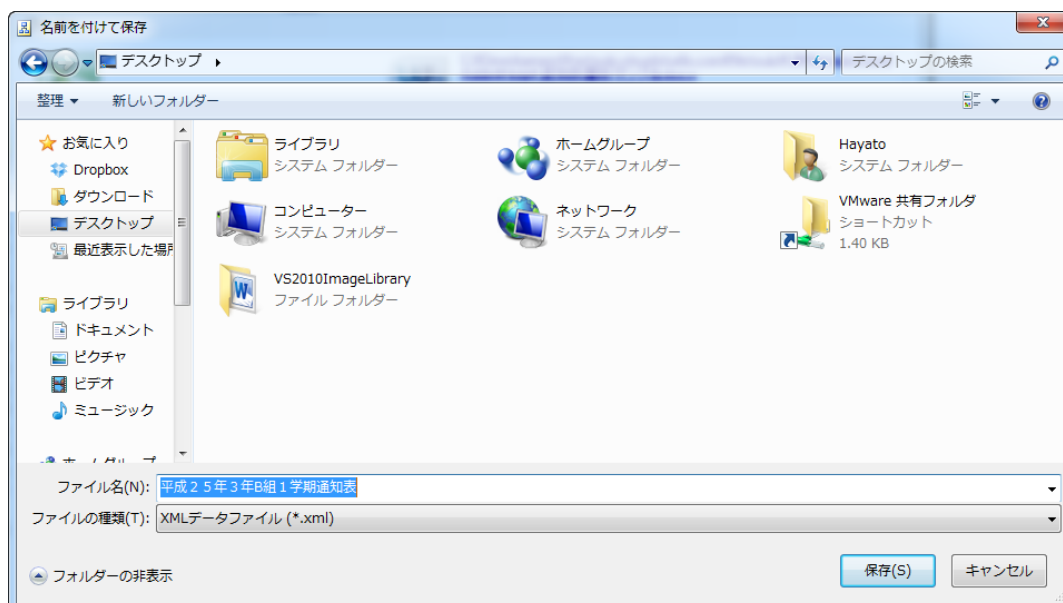 名前を付けて保存
デスクトップ
デスクトップの検索
整理
新しいフォルダー
お気に入り
Dropbox
ダウンロード
デスクトップ
最近表示した場所
ライブラリ
ドキュメント
ピクチャ
ビデオ
ミュージック
ホームグループ
ライブラリ
システム フォルダー
ホームグループ
システム フォルダー
Hayato
システム フォルダー
コンピューター
システム フォルダー
ネットワーク
システム フォルダー
VMware 共有フォルダ
ショートカット
1.40 KB
VS2010ImageLibrary
ファイル フォルダー
ファイル名(N): 平成２５年３年B組１学期通知表
ファイルの種類(T): XMLデータファイル (*.xml)
フォルダーの非表示
保存(S)
キャンセル